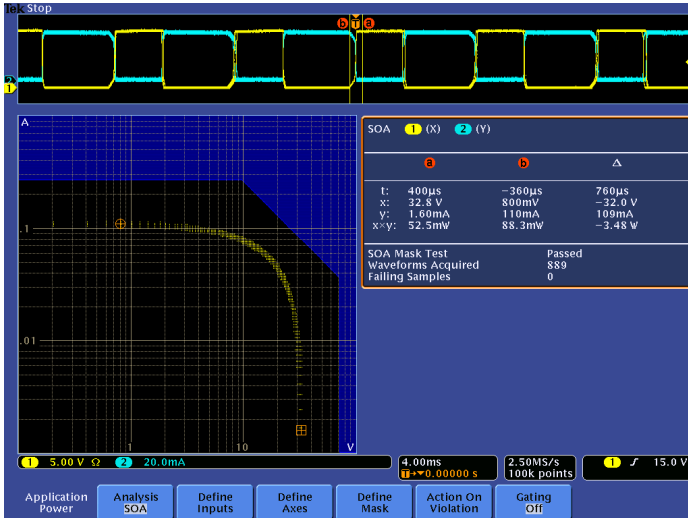 Tek Stop
b T a
2
1
A
.1
.01
1 10 V
SOA 1 (X) 2 (Y)
a b Δ
t: 400µs −360µs 760µs
x: 32.8 V 800mV −32.0 V
y: 1.60mA 110mA 109mA
x×y: 52.5mW 88.3mW −3.48 W
SOA Mask Test Passed
Waveforms Acquired 889
Failing Samples 0
1 5.00 V Ω 2 20.0mA
4.00ms
T→▾0.00000 s
2.50MS/s
100k points
1 ʃ 15.0 V
Application
Power
Analysis
SOA
Define
Inputs
Define
Axes
Define
Mask
Action On
Violation
Gating
Off